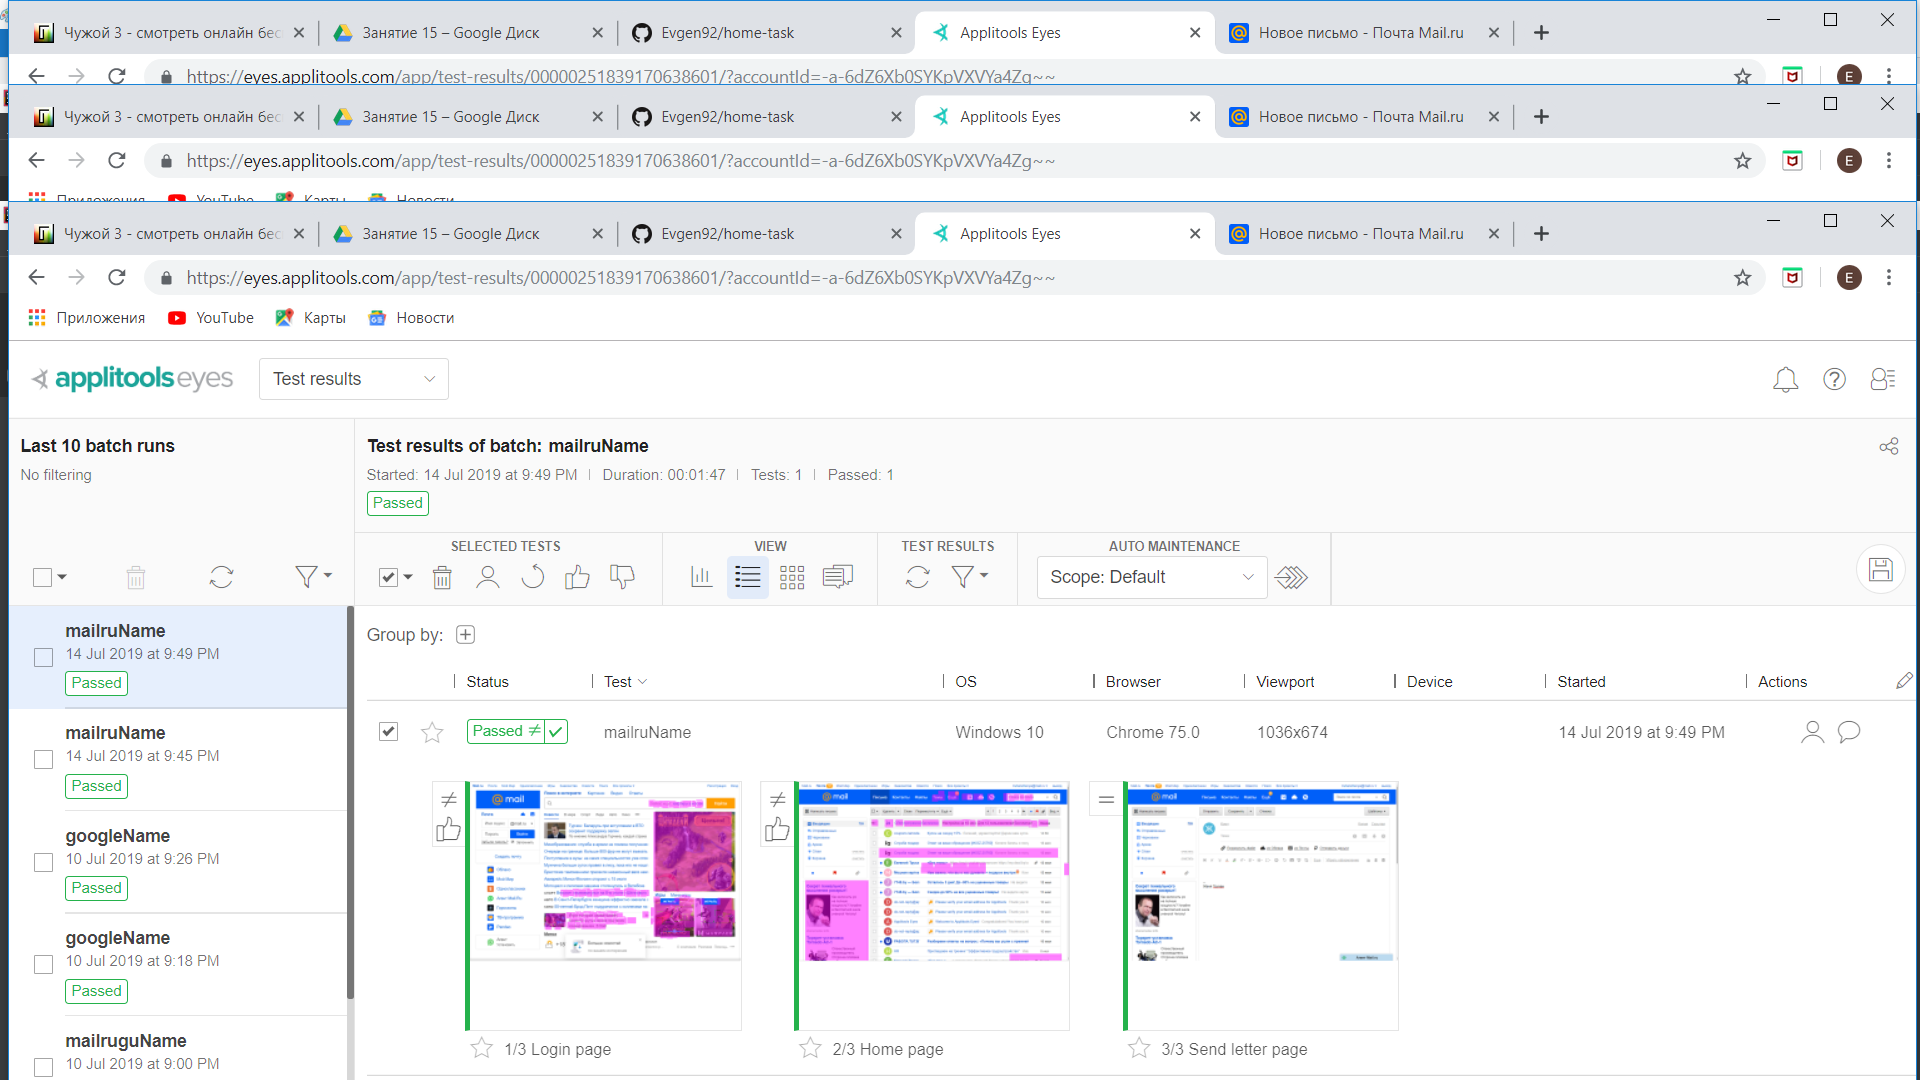 Чужой 3 - смотреть онлайн бес
Занятие 15 – Google Диск
Evgen92/home-task
Applitools Eyes
Новое письмо - Почта Mail.ru
https://eyes.applitools.com/app/test-results/00000251839170638601/?accountId=-a-6dZ6Xb0SYKpVXVYa4Zg~~
E
Чужой 3 - смотреть онлайн бес
Занятие 15 – Google Диск
Evgen92/home-task
Applitools Eyes
Новое письмо - Почта Mail.ru
https://eyes.applitools.com/app/test-results/00000251839170638601/?accountId=-a-6dZ6Xb0SYKpVXVYa4Zg~~
E
Приложения YouTube Карты Новости
Чужой 3 - смотреть онлайн бес
Занятие 15 – Google Диск
Evgen92/home-task
Applitools Eyes
Новое письмо - Почта Mail.ru
https://eyes.applitools.com/app/test-results/00000251839170638601/?accountId=-a-6dZ6Xb0SYKpVXVYa4Zg~~
E
Приложения YouTube Карты Новости
applitools eyes
Test results
Last 10 batch runs
No filtering
Test results of batch: mailruName
Started: 14 Jul 2019 at 9:49 PM | Duration: 00:01:47 | Tests: 1 | Passed: 1
Passed
SELECTED TESTS
VIEW
TEST RESULTS
AUTO MAINTENANCE
Scope: Default
mailruName
14 Jul 2019 at 9:49 PM
Passed
mailruName
14 Jul 2019 at 9:45 PM
Passed
googleName
10 Jul 2019 at 9:26 PM
Passed
googleName
10 Jul 2019 at 9:18 PM
Passed
mailruguName
10 Jul 2019 at 9:00 PM
Group by:
Status Test OS Browser Viewport Device Started Actions
Passed ≠ mailruName Windows 10 Chrome 75.0 1036x674 14 Jul 2019 at 9:49 PM
@mail
@mail
@mail
1/3 Login page
2/3 Home page
3/3 Send letter page